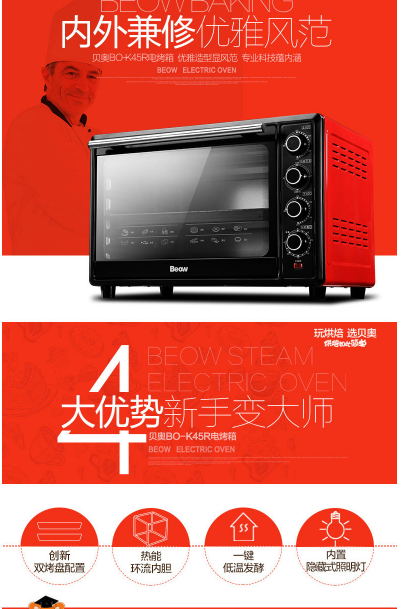 BEOW BAKING
内外兼修优雅风范
贝奥BO-K45R电烤箱 优雅造型显风范 专业科技蕴内涵
BEOW ELECTRIC OVEN
Beow
玩烘焙 选贝奥
BEOW STEAM
ELECTRIC OVEN
4
大优势新手变大师
贝奥BO-K45R电烤箱
BEOW ELECTRIC OVEN
创新
双烤盘配置
热能
环流内胆
一键
低温发酵
内置
隐藏式照明灯